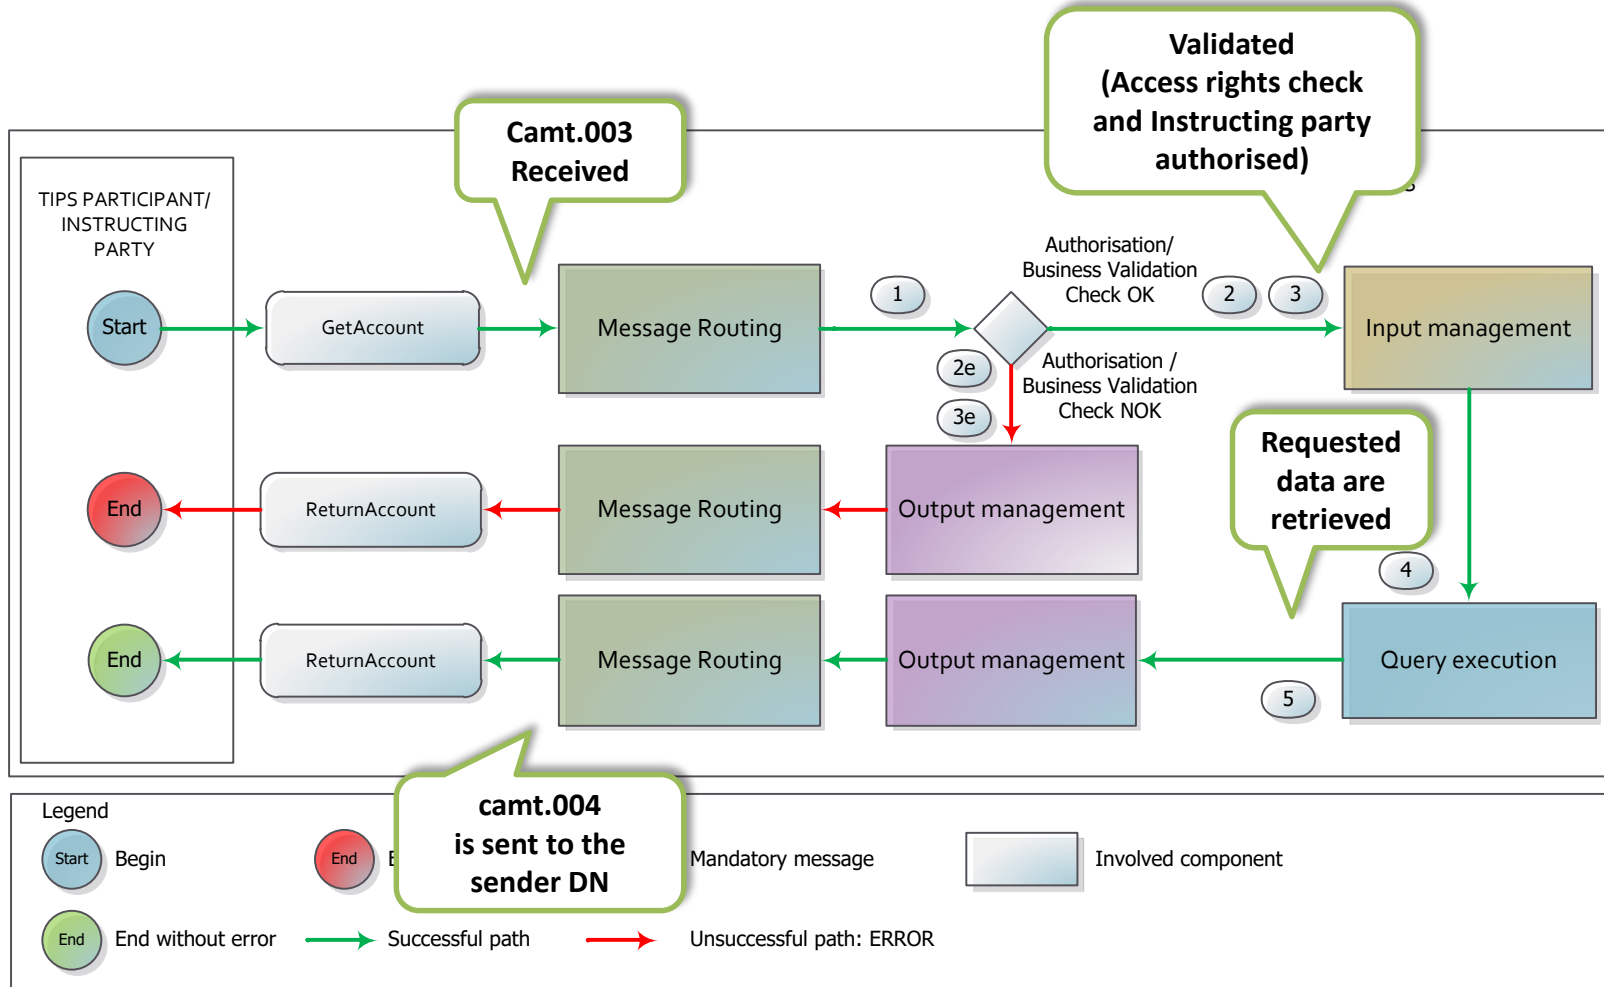 Validated
(Access rights check
and Instructing party
authorised)
Camt.003
Received
TIPS PARTICIPANT/
INSTRUCTING
PARTY
Start
GetAccount
Message Routing
1
Authorisation/
Business Validation
Check OK
2
3
Input management
2e
3e
Authorisation /
Business Validation
Check NOK
Requested
data are
retrieved
End
ReturnAccount
Message Routing
Output management
4
End
ReturnAccount
Message Routing
Output management
5
Query execution
camt.004
is sent to the
sender DN
Legend
Start
Begin
End
Mandatory message
Involved component
End
End without error
Successful path
Unsuccessful path: ERROR